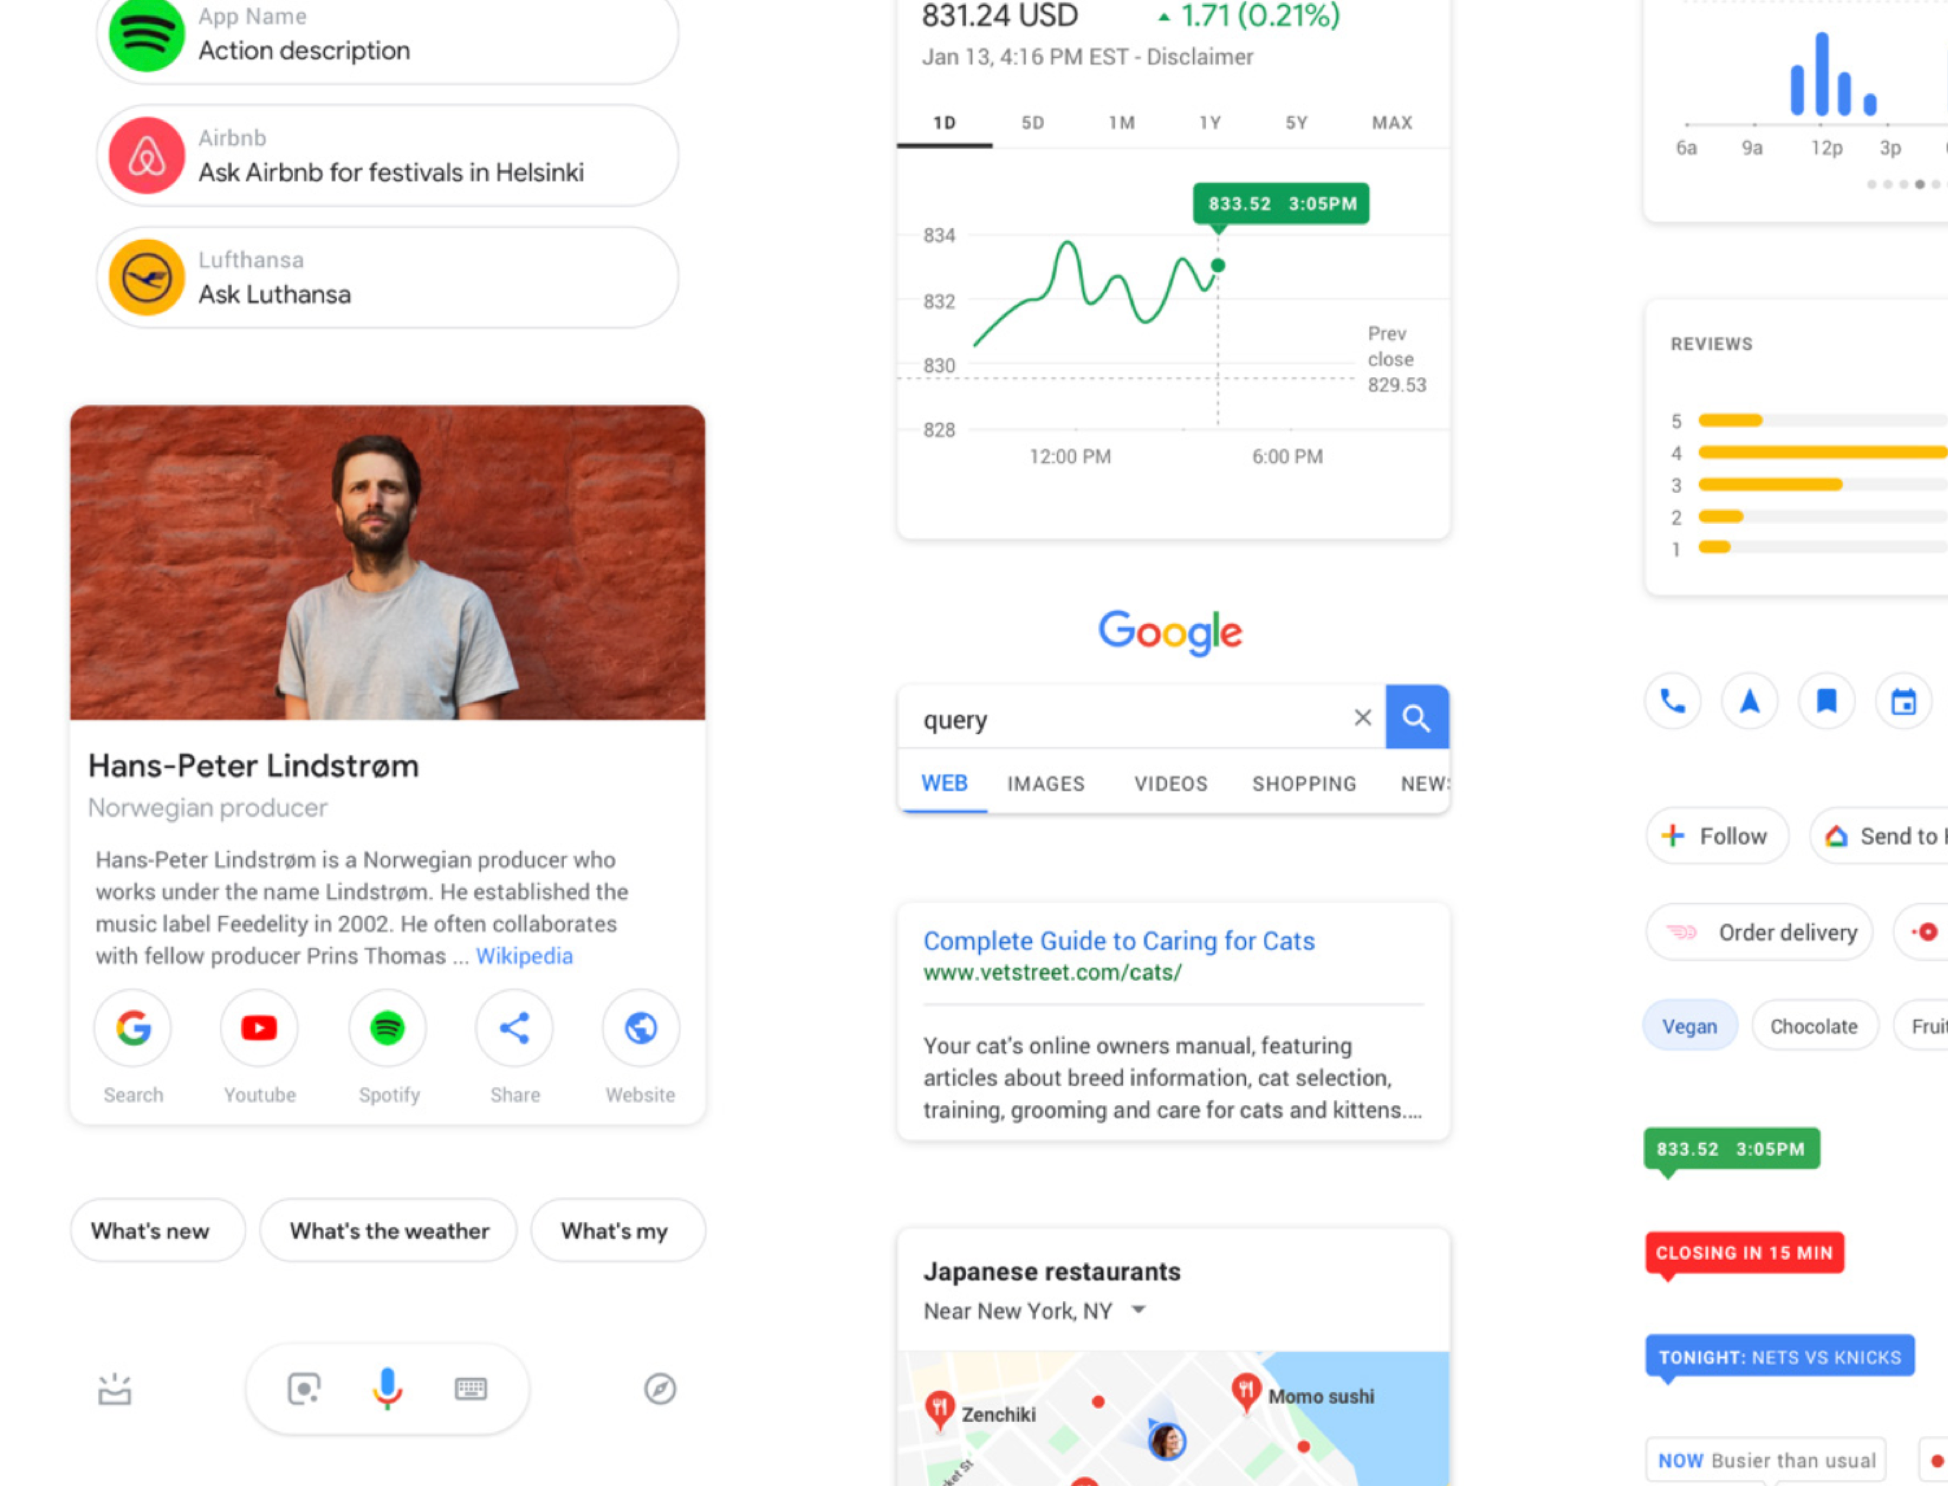 App Name
Action description
Airbnb
Ask Airbnb for festivals in Helsinki
Lufthansa
Ask Luthansa
Hans-Peter Lindstrøm
Norwegian producer
Hans-Peter Lindstrøm is a Norwegian producer who
works under the name Lindstrøm. He established the
music label Feedelity in 2002. He often collaborates
with fellow producer Prins Thomas ... Wikipedia
Search Youtube Spotify Share Website
What's new What's the weather What's my
831.24 USD 1.71 (0.21%)
Jan 13, 4:16 PM EST - Disclaimer
1D 5D 1M 1Y 5Y MAX
833.52 3:05PM
834
832
830
828
Prev
close
829.53
12:00 PM 6:00 PM
Google
query
WEB IMAGES VIDEOS SHOPPING NEWS
Complete Guide to Caring for Cats
www.vetstreet.com/cats/
Your cat's online owners manual, featuring
articles about breed information, cat selection,
training, grooming and care for cats and kittens....
Japanese restaurants
Near New York, NY
Zenchiki
Momo sushi
ket St
6a 9a 12p 3p
REVIEWS
5
4
3
2
1
Follow Send to
Order delivery
Vegan Chocolate Fruit
833.52 3:05PM
CLOSING IN 15 MIN
TONIGHT: NETS VS KNICKS
NOW Busier than usual